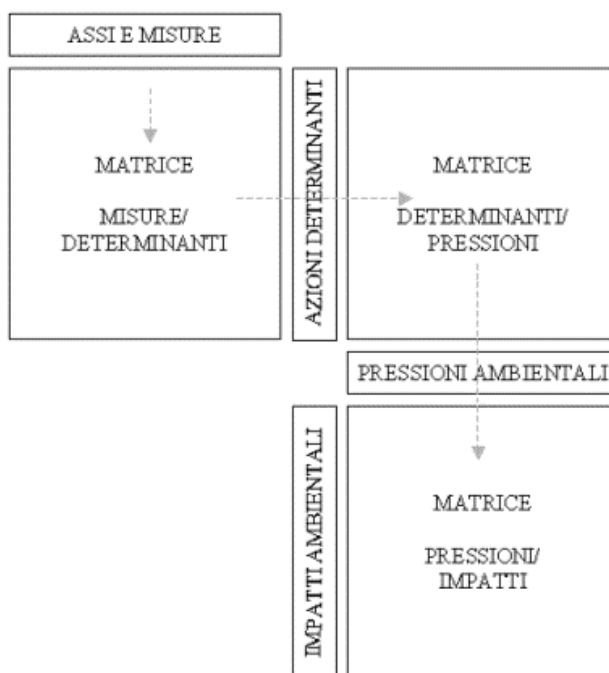 ASSI E MISURE
MATRICE
MISURE/
DETERMINANTI
AZIONI DETERMINANTI
MATRICE
DETERMINANTI/
PRESSIONI
PRESSIONI AMBIENTALI
IMPATTI AMBIENTALI
MATRICE
PRESSIONI/
IMPATTI